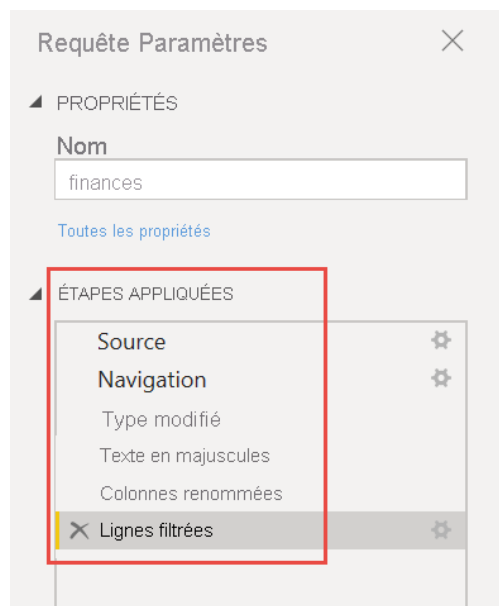 Requête Paramètres
PROPRIÉTÉS
Nom
finances
Toutes les propriétés
ÉTAPES APPLIQUÉES
Source
Navigation
Type modifié
Texte en majuscules
Colonnes renommées
Lignes filtrées